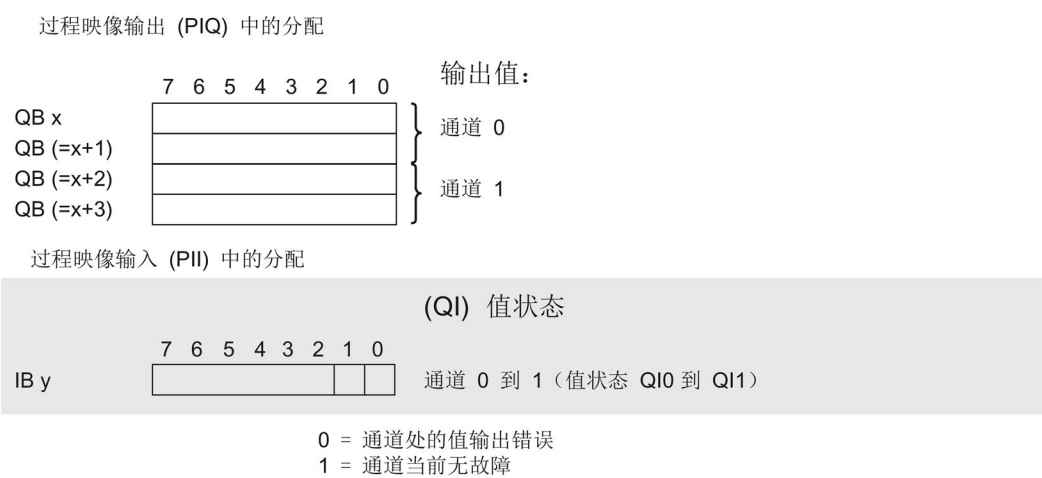 过程映像输出 (PIQ) 中的分配
输出值：
7 6 5 4 3 2 1 0
QB x
通道 0
QB (=x+1)
QB (=x+2)
通道 1
QB (=x+3)
过程映像输入 (PII) 中的分配
(QI) 值状态
7 6 5 4 3 2 1 0
IB y
通道 0 到 1（值状态 QI0 到 QI1）
0 = 通道处的值输出错误
1 = 通道当前无故障